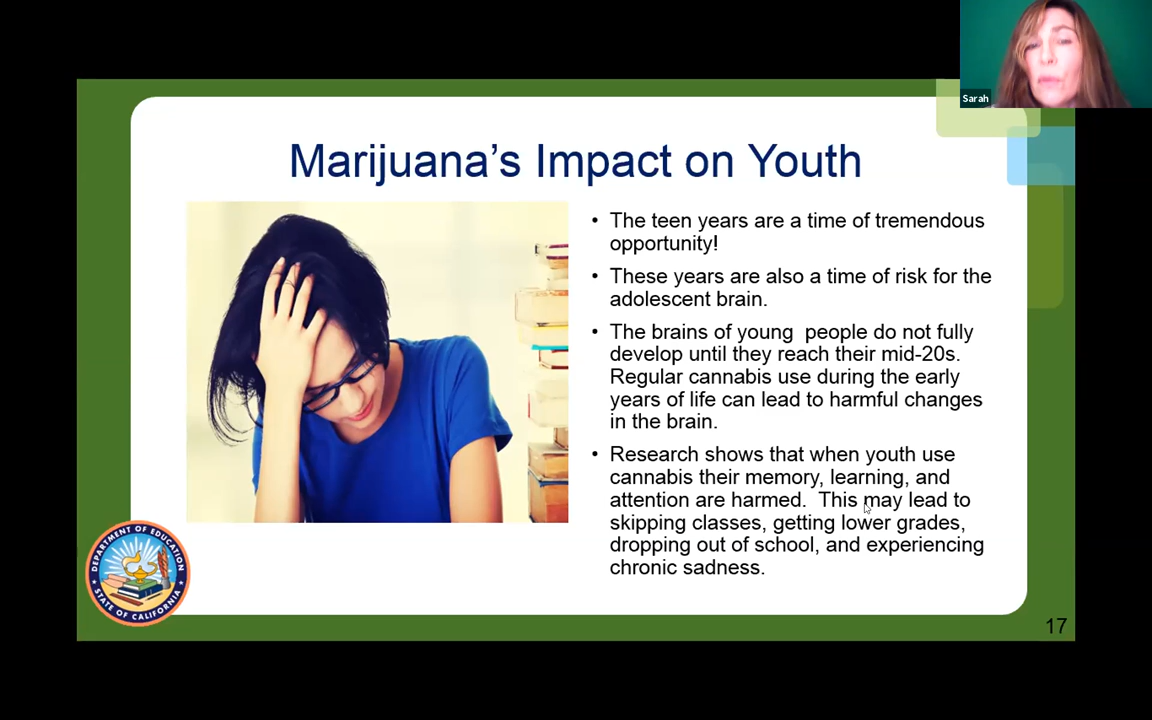 Sarah
Marijuana's Impact on Youth
• The teen years are a time of tremendous
opportunity!
• These years are also a time of risk for the
adolescent brain.
• The brains of young  people do not fully
develop until they reach their mid-20s.
Regular cannabis use during the early
years of life can lead to harmful changes
in the brain.
• Research shows that when youth use
cannabis their memory, learning, and
attention are harmed.  This may lead to
skipping classes, getting lower grades,
dropping out of school, and experiencing
chronic sadness.
DEPARTMENT OF EDUCATION
STATE OF CALIFORNIA
17